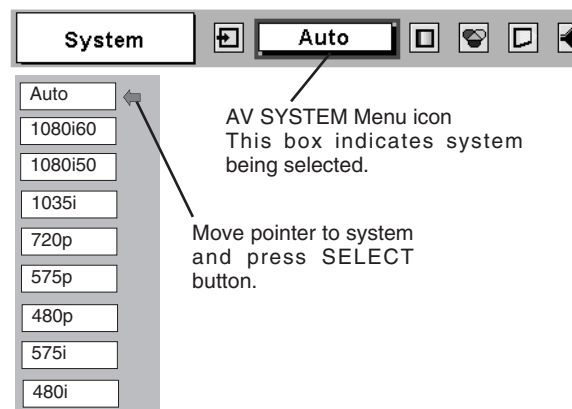 System
Auto
Auto
1080i60
1080i50
1035i
720p
575p
480p
575i
480i
AV SYSTEM Menu icon
This box indicates system
being selected.
Move pointer to system
and press SELECT
button.